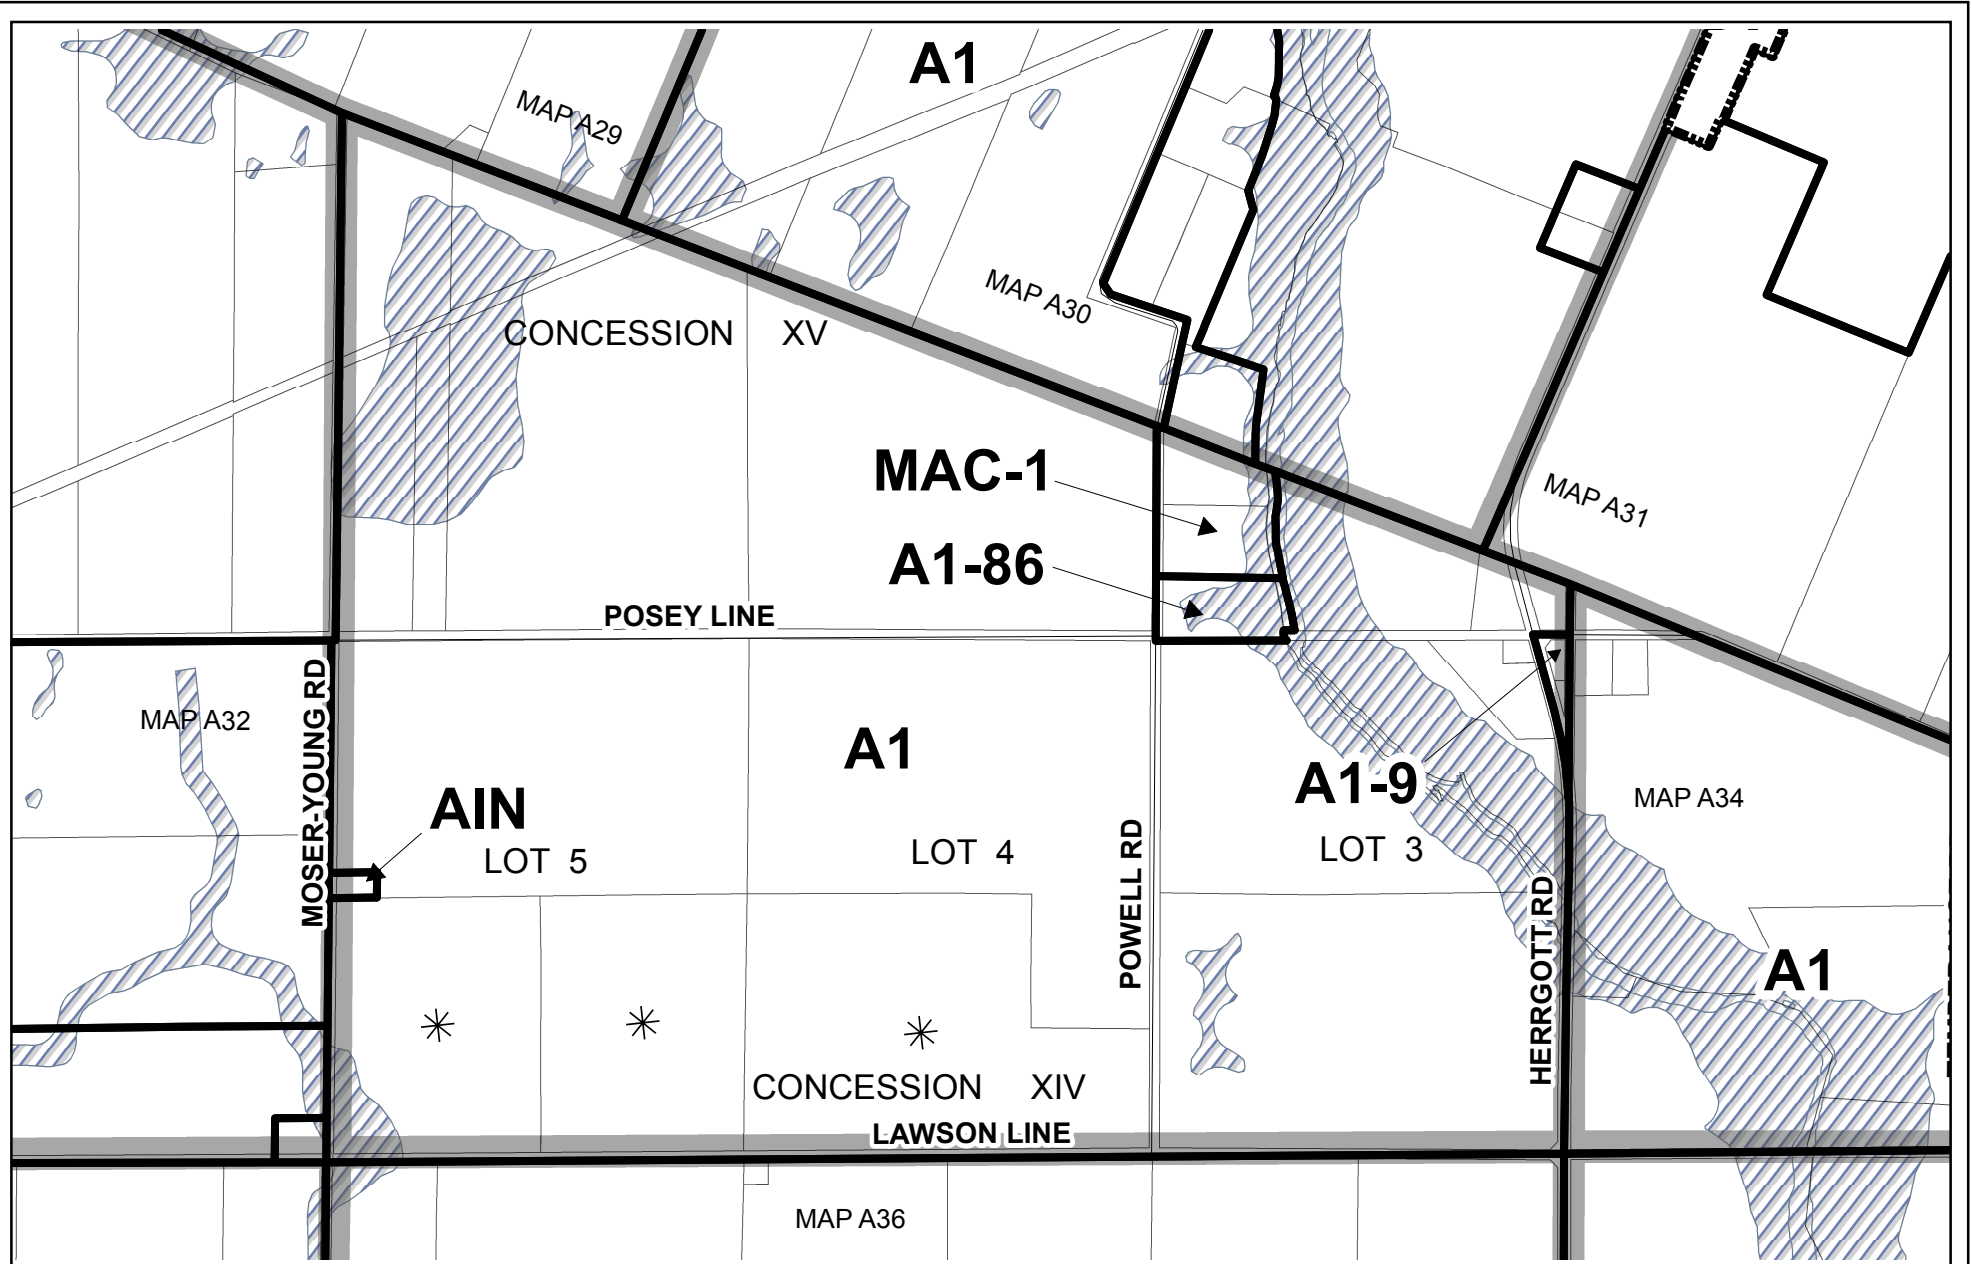 A1
MAP A29
MAP A30
CONCESSION XV
MAC-1
MAP A31
A1-86
POSEY LINE
MOSER-YOUNG RD
MAP A32
A1
A1-9
MAP A34
AIN
LOT 5
LOT 4
LOT 3
POWELL RD
HERRGOTT RD
A1
CONCESSION XIV
LAWSON LINE
MAP A36